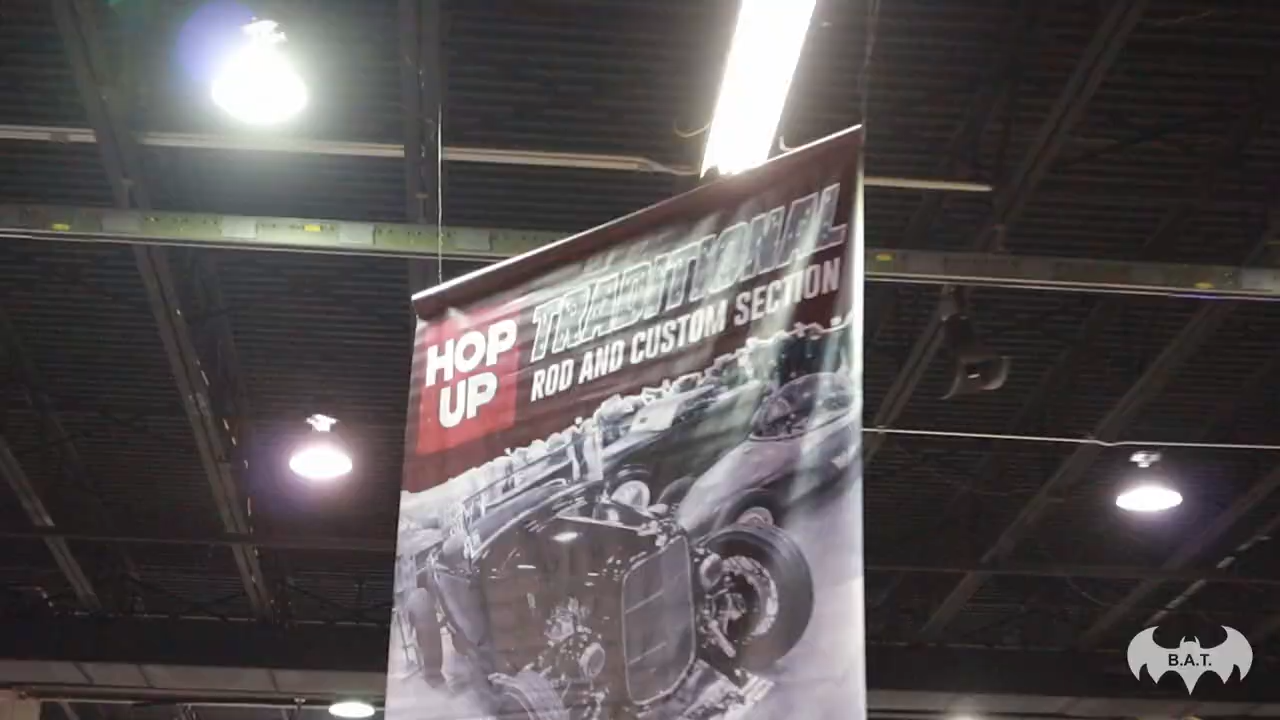 HOP
UP
TRADITIONAL
ROD AND CUSTOM SECTION
B.A.T.